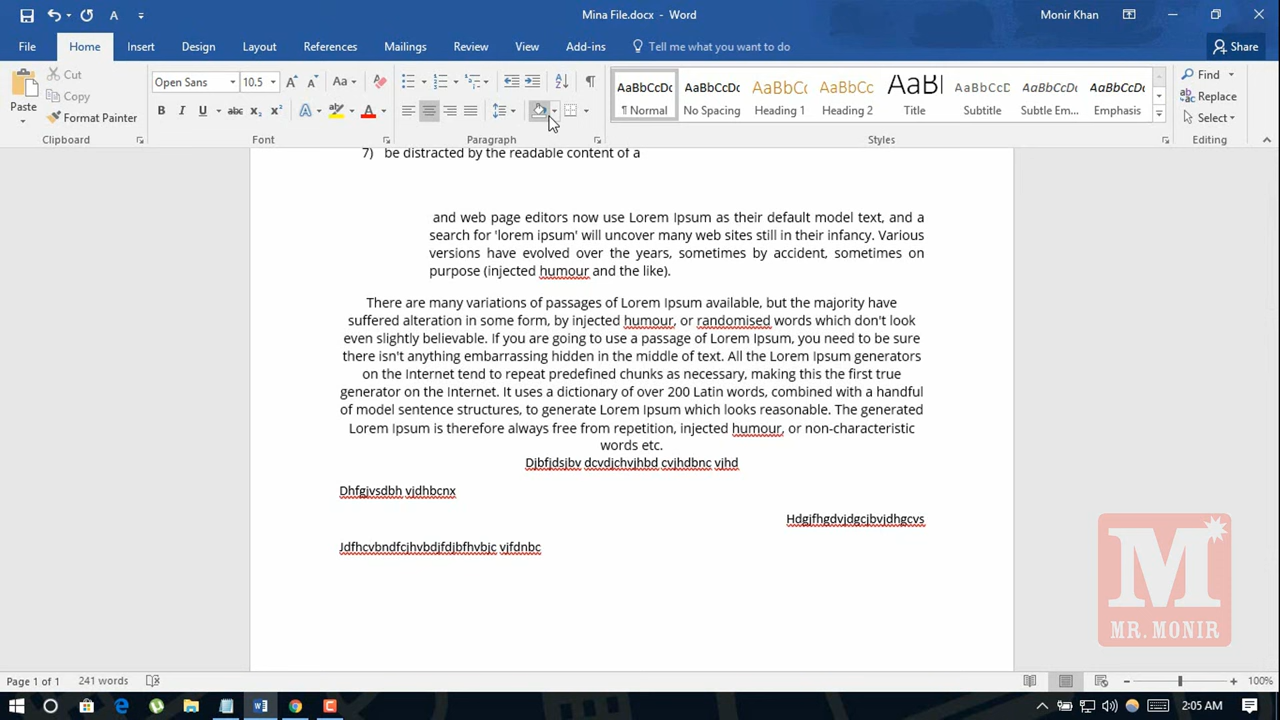 Mina File.docx - Word
Monir Khan
File Home Insert Design Layout References Mailings Review View Add-ins Tell me what you want to do Share
Paste
Cut
Copy
Format Painter
Clipboard
Open Sans 10.5
Font
Paragraph
AaBbCcDc AaBbCcDc AaBbCc AaBbCc AaBl AaBbCcDc AaBbCcDc AaBbCcDc
¶ Normal No Spacing Heading 1 Heading 2 Title Subtitle Subtle Em... Emphasis
Styles
Find
Replace
Select
Editing
7) be distracted by the readable content of a
and web page editors now use Lorem Ipsum as their default model text, and a
search for 'lorem ipsum' will uncover many web sites still in their infancy. Various
versions have evolved over the years, sometimes by accident, sometimes on
purpose (injected humour and the like).
There are many variations of passages of Lorem Ipsum available, but the majority have
suffered alteration in some form, by injected humour, or randomised words which don't look
even slightly believable. If you are going to use a passage of Lorem Ipsum, you need to be sure
there isn't anything embarrassing hidden in the middle of text. All the Lorem Ipsum generators
on the Internet tend to repeat predefined chunks as necessary, making this the first true
generator on the Internet. It uses a dictionary of over 200 Latin words, combined with a handful
of model sentence structures, to generate Lorem Ipsum which looks reasonable. The generated
Lorem Ipsum is therefore always free from repetition, injected humour, or non-characteristic
words etc.
Djbfjdsjbv dcvdjchvjhbd cvjhdbnc vjhd
Dhfgjvsdbh vjdhbcnx
Hdgjfhgdvjdgcjbvjdhgcvs
Jdfhcvbndfcjhvbdjfdjbfhvbjc vjfdnbc
M
MR. MONIR
Page 1 of 1 241 words
100%
2:05 AM